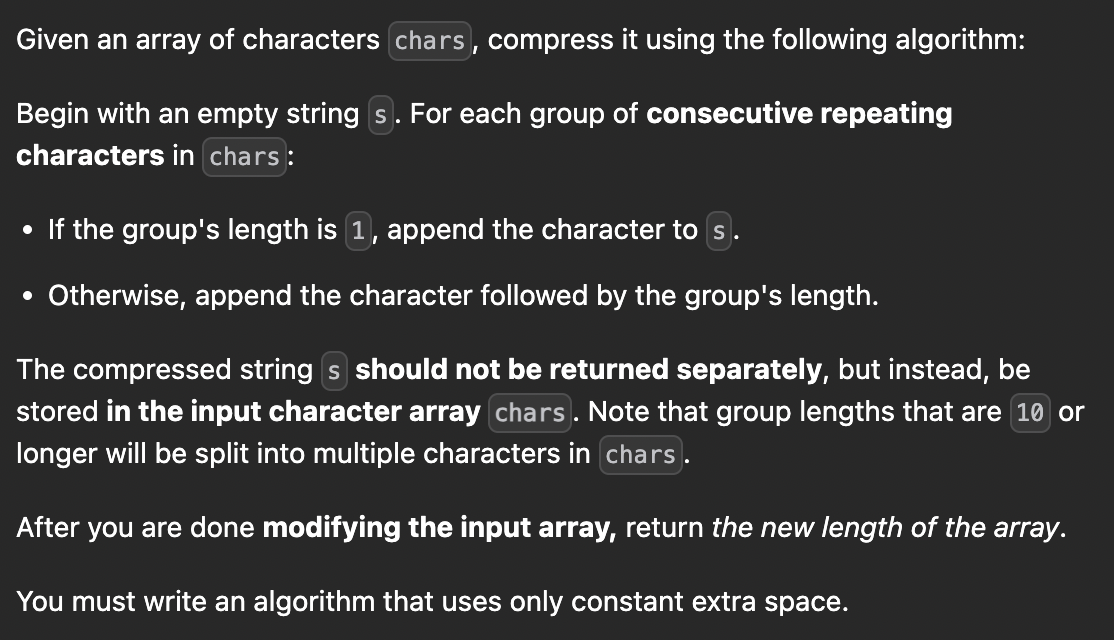 Given an array of characters chars, compress it using the following algorithm:
Begin with an empty string s. For each group of consecutive repeating
characters in chars:
• If the group's length is 1, append the character to s.
• Otherwise, append the character followed by the group's length.
The compressed string s should not be returned separately, but instead, be
stored in the input character array chars. Note that group lengths that are 10 or
longer will be split into multiple characters in chars.
After you are done modifying the input array, return the new length of the array.
You must write an algorithm that uses only constant extra space.